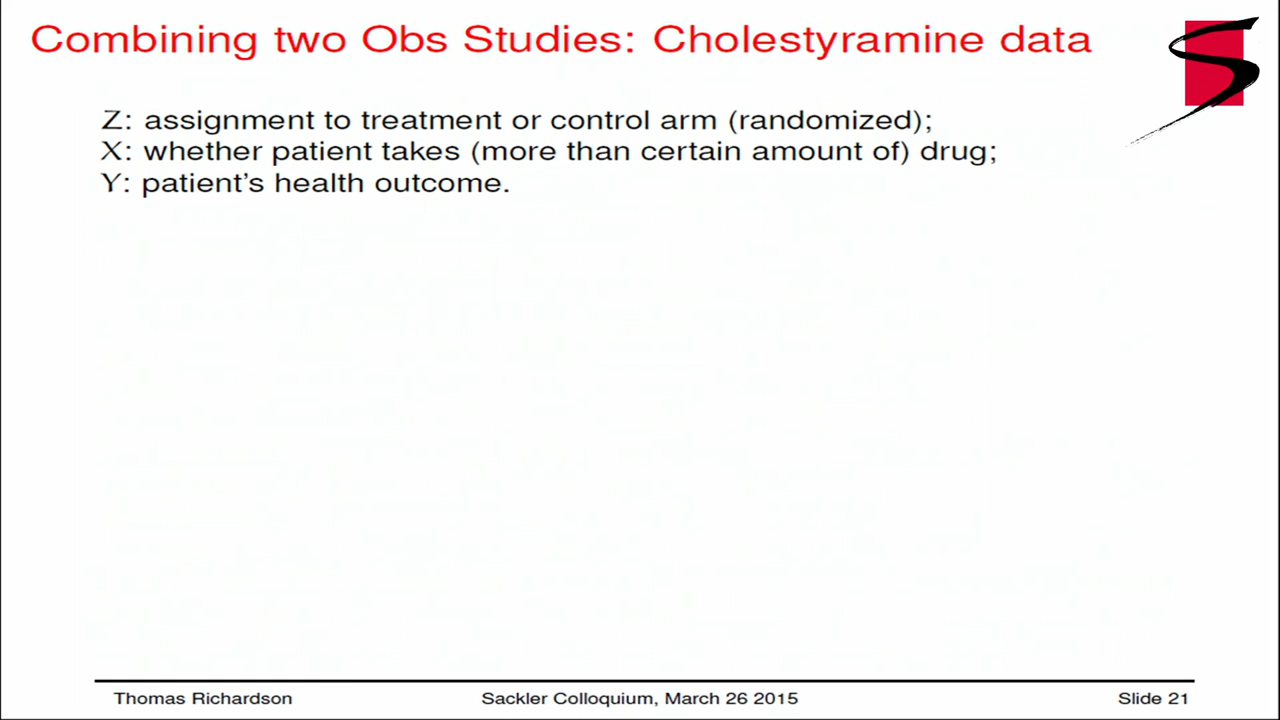 Combining two Obs Studies: Cholestyramine data
Z: assignment to treatment or control arm (randomized);
X: whether patient takes (more than certain amount of) drug;
Y: patient's health outcome.
Thomas Richardson Sackler Colloquium, March 26 2015 Slide 21